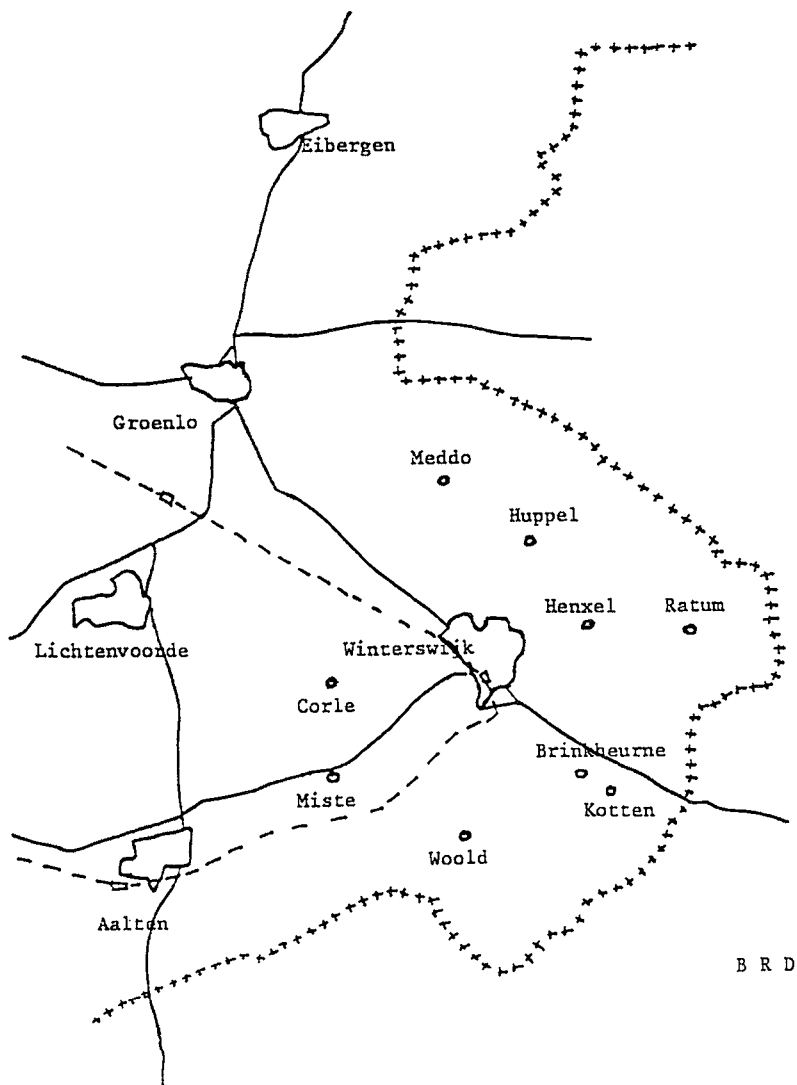 Eibergen
Groenlo
Meddo
Huppel
Henxel
Ratum
Lichtenvoorde
Winterswijk
Corle
Brinkheurne
Miste
Kotten
Woold
Aalten
B R D